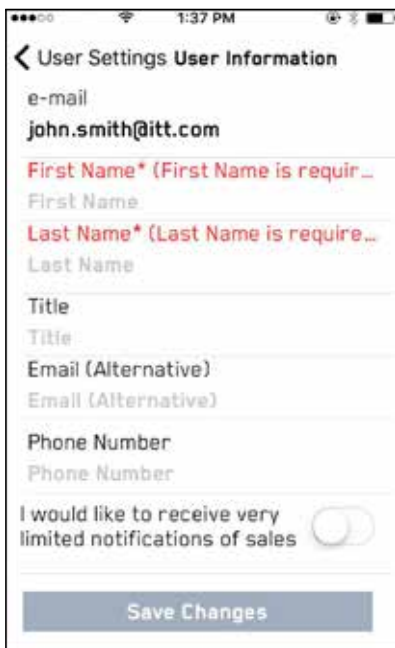 1:37 PM
User Settings User Information
e-mail
john.smith@itt.com
First Name* (First Name is requir...
First Name
Last Name* (Last Name is require...
Last Name
Title
Title
Email (Alternative)
Email (Alternative)
Phone Number
Phone Number
I would like to receive very
limited notifications of sales
Save Changes